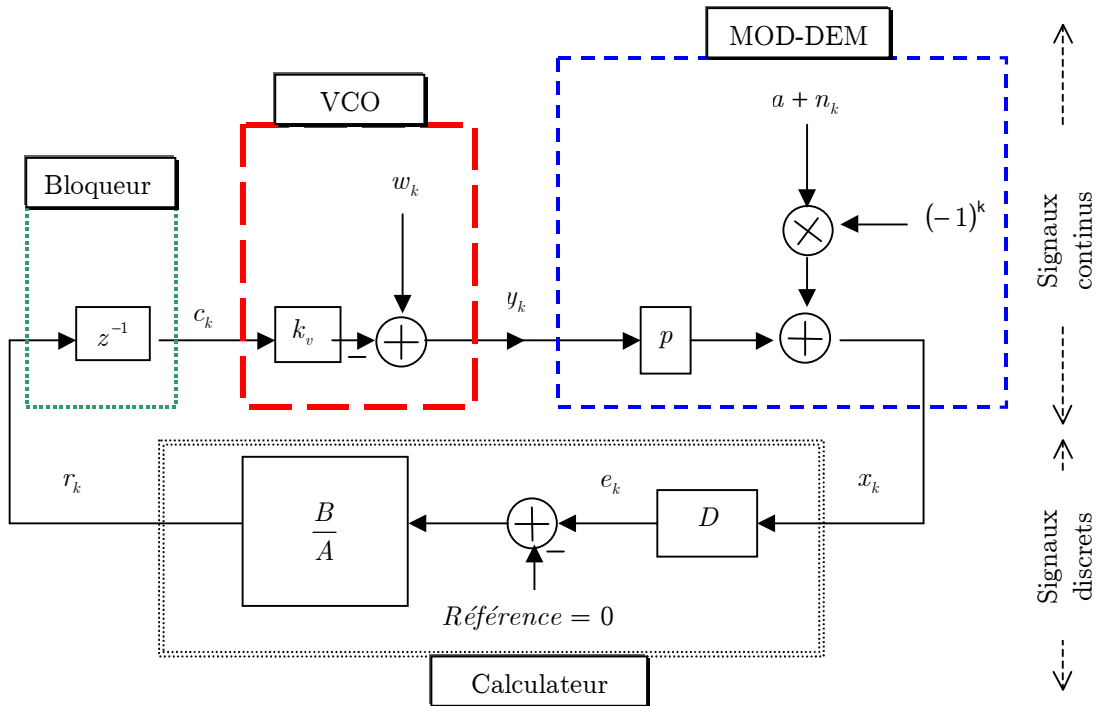 MOD-DEM
VCO
a + n_k
Bloqueur
w_k
(−1)^k
Signaux
continus
c_k
y_k
z^{−1}
k_v
−
p
r_k
e_k
x_k
B
A
D
−
Référence = 0
Signaux
discrets
Calculateur